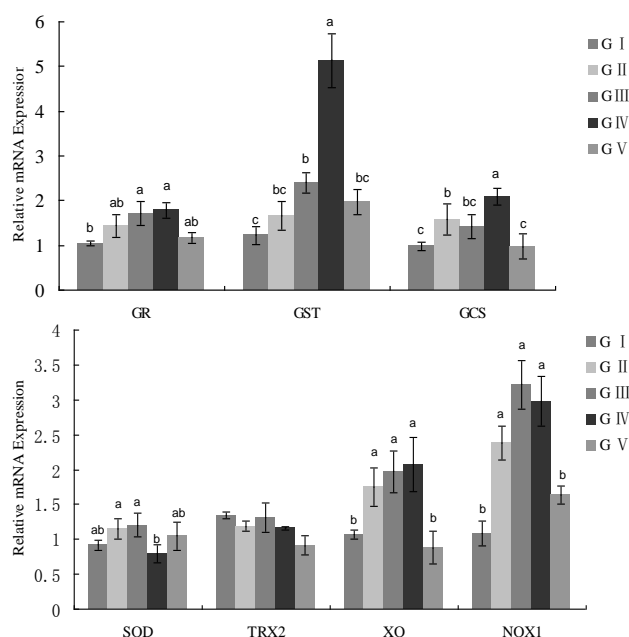 Relative mRNA Expressior
6
5
4
3
2
1
0
b ab a a ab
c bc b a bc
c b bc a c
GR GST GCS
G Ⅰ
G Ⅱ
G Ⅲ
G Ⅳ
G Ⅴ
Relative mRNA Expression
4
3.5
3
2.5
2
1.5
1
0.5
0
ab a a b ab
b a a a b
b a a a b
SOD TRX2 XO NOX1
G Ⅰ
G Ⅱ
G Ⅲ
G Ⅳ
G Ⅴ